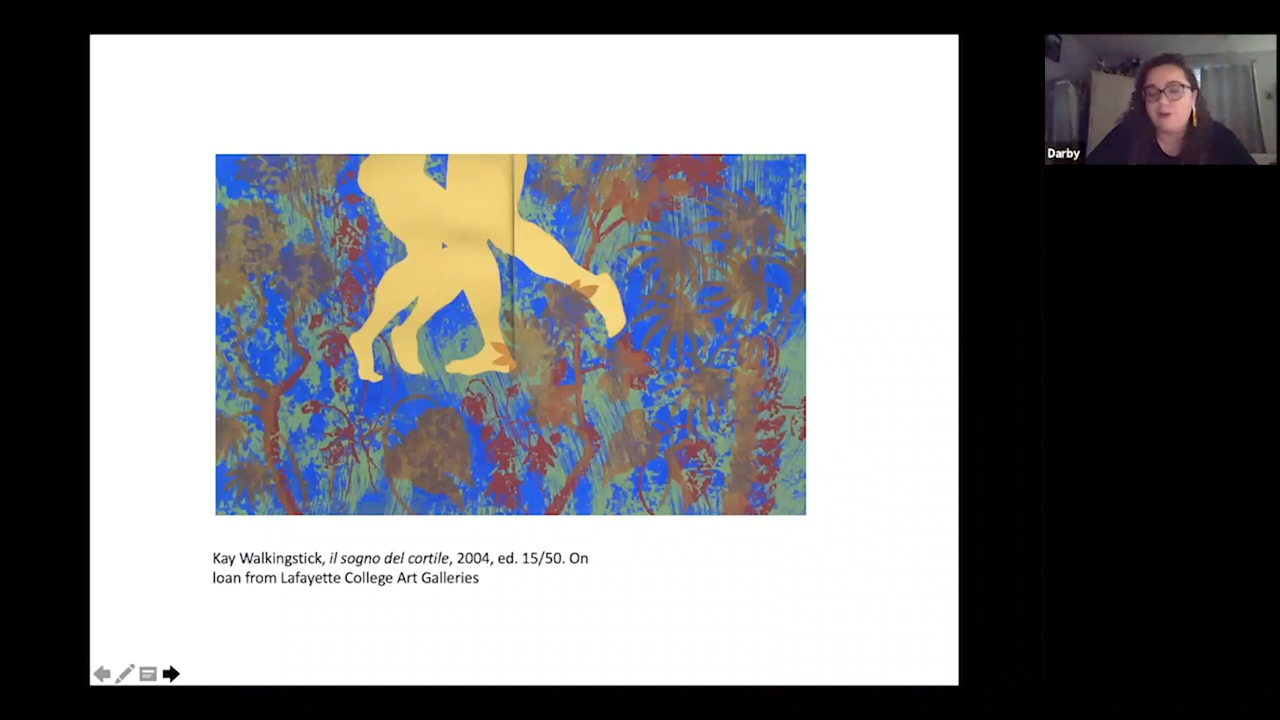 Darby
Kay Walkingstick, il sogno del cortile, 2004, ed. 15/50. On
loan from Lafayette College Art Galleries